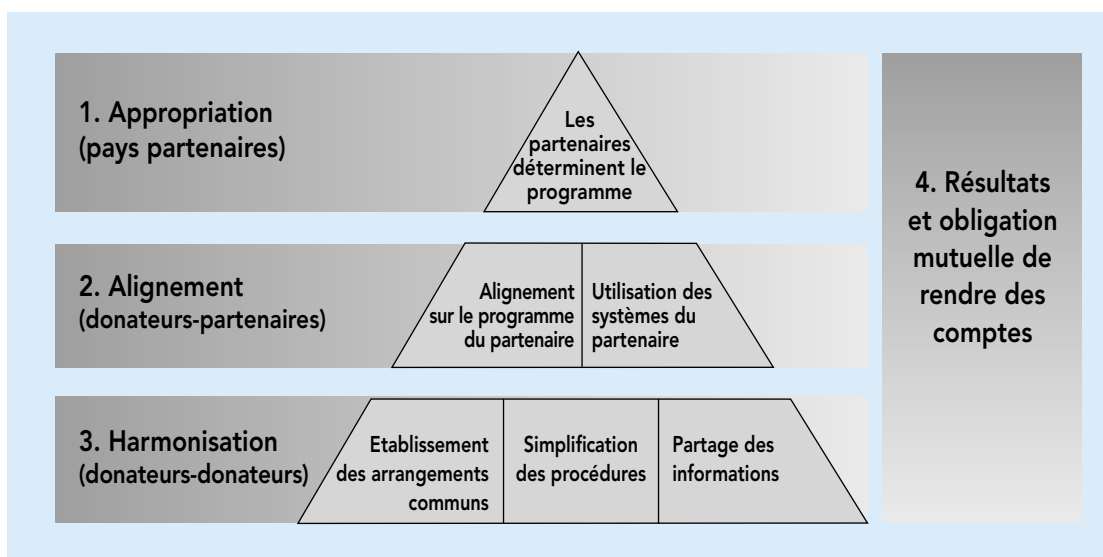 1. Appropriation
(pays partenaires)
Les
partenaires
déterminent le
programme
2. Alignement
(donateurs-partenaires)
Alignement
sur le programme
du partenaire
Utilisation des
systèmes du
partenaire
3. Harmonisation
(donateurs-donateurs)
Etablissement
des arrangements
communs
Simplification
des procédures
Partage des
informations
4. Résultats
et obligation
mutuelle de
rendre des
comptes